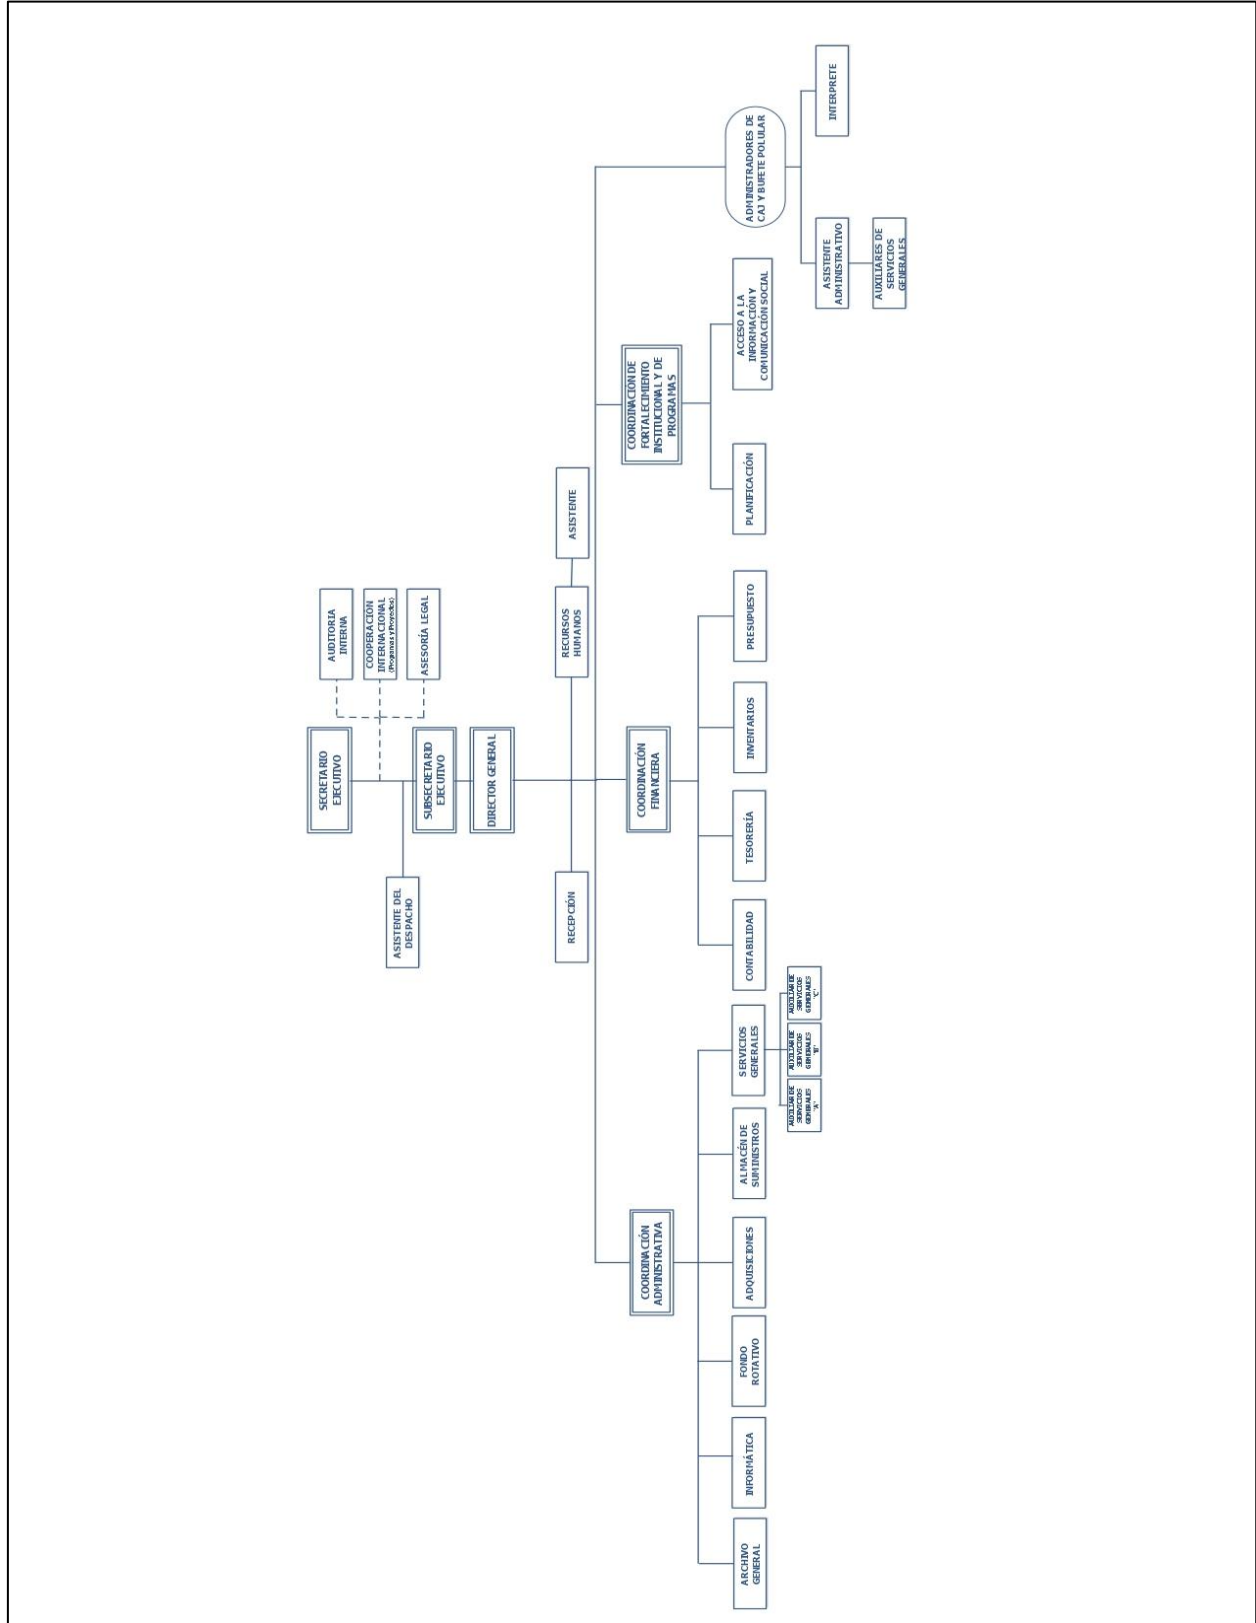 SECRETARIO
EJECUTIVO
AUDITORIA
INTERNA
COOPERACION
INTERNACIONAL
(Programas y Proyectos)
ASESORÍA LEGAL
ASISTENTE DEL
DESPACHO
SUBSECRETARIO
EJECUTIVO
DIRECTOR GENERAL
RECEPCIÓN
RECURSOS
HUMANOS
ASISTENTE
COORDINACIÓN
ADMINISTRATIVA
COORDINACIÓN
FINANCIERA
COORDINACIÓN DE
FORTALECIMIENTO
INSTITUCIONAL Y DE
PROGRAMAS
ADMINISTRADORES DE
CAJ Y BUFETE POLULAR
ARCHIVO
GENERAL
INFORMÁTICA
FONDO
ROTATIVO
ADQUISICIONES
ALMACÉN DE
SUMINISTROS
SERVICIOS
GENERALES
CONTABILIDAD
TESORERÍA
INVENTARIOS
PRESUPUESTO
PLANIFICACIÓN
ACCESO A LA
INFORMACIÓN Y
COMUNICACIÓN SOCIAL
AUXILIAR DE
SERVICIOS
GENERALES
"A"
AUXILIAR DE
SERVICIOS
GENERALES
"B"
AUXILIAR DE
SERVICIOS
GENERALES
"C"
ASISTENTE
ADMINISTRATIVO
INTERPRETE
AUXILIARES DE
SERVICIOS
GENERALES